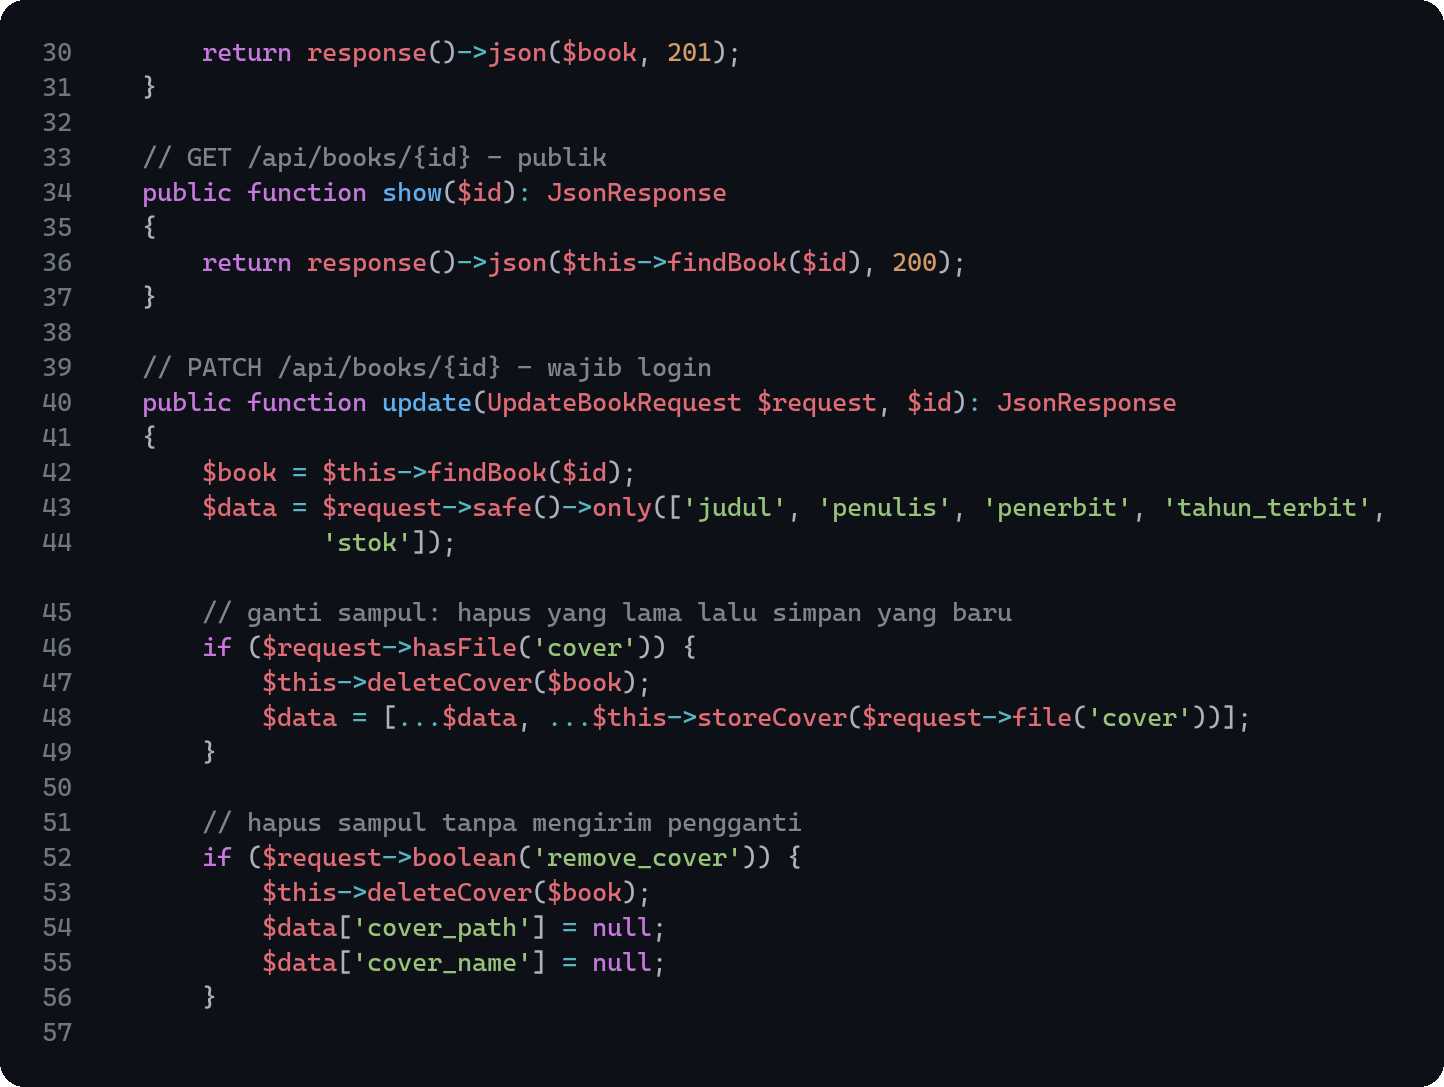 30        return response()->json($book, 201);
31    }
32
33    // GET /api/books/{id} - publik
34    public function show($id): JsonResponse
35    {
36        return response()->json($this->findBook($id), 200);
37    }
38
39    // PATCH /api/books/{id} - wajib login
40    public function update(UpdateBookRequest $request, $id): JsonResponse
41    {
42        $book = $this->findBook($id);
43        $data = $request->safe()->only(['judul', 'penulis', 'penerbit', 'tahun_terbit',
44                'stok']);
45        // ganti sampul: hapus yang lama lalu simpan yang baru
46        if ($request->hasFile('cover')) {
47            $this->deleteCover($book);
48            $data = [...$data, ...$this->storeCover($request->file('cover'))];
49        }
50
51        // hapus sampul tanpa mengirim pengganti
52        if ($request->boolean('remove_cover')) {
53            $this->deleteCover($book);
54            $data['cover_path'] = null;
55            $data['cover_name'] = null;
56        }
57